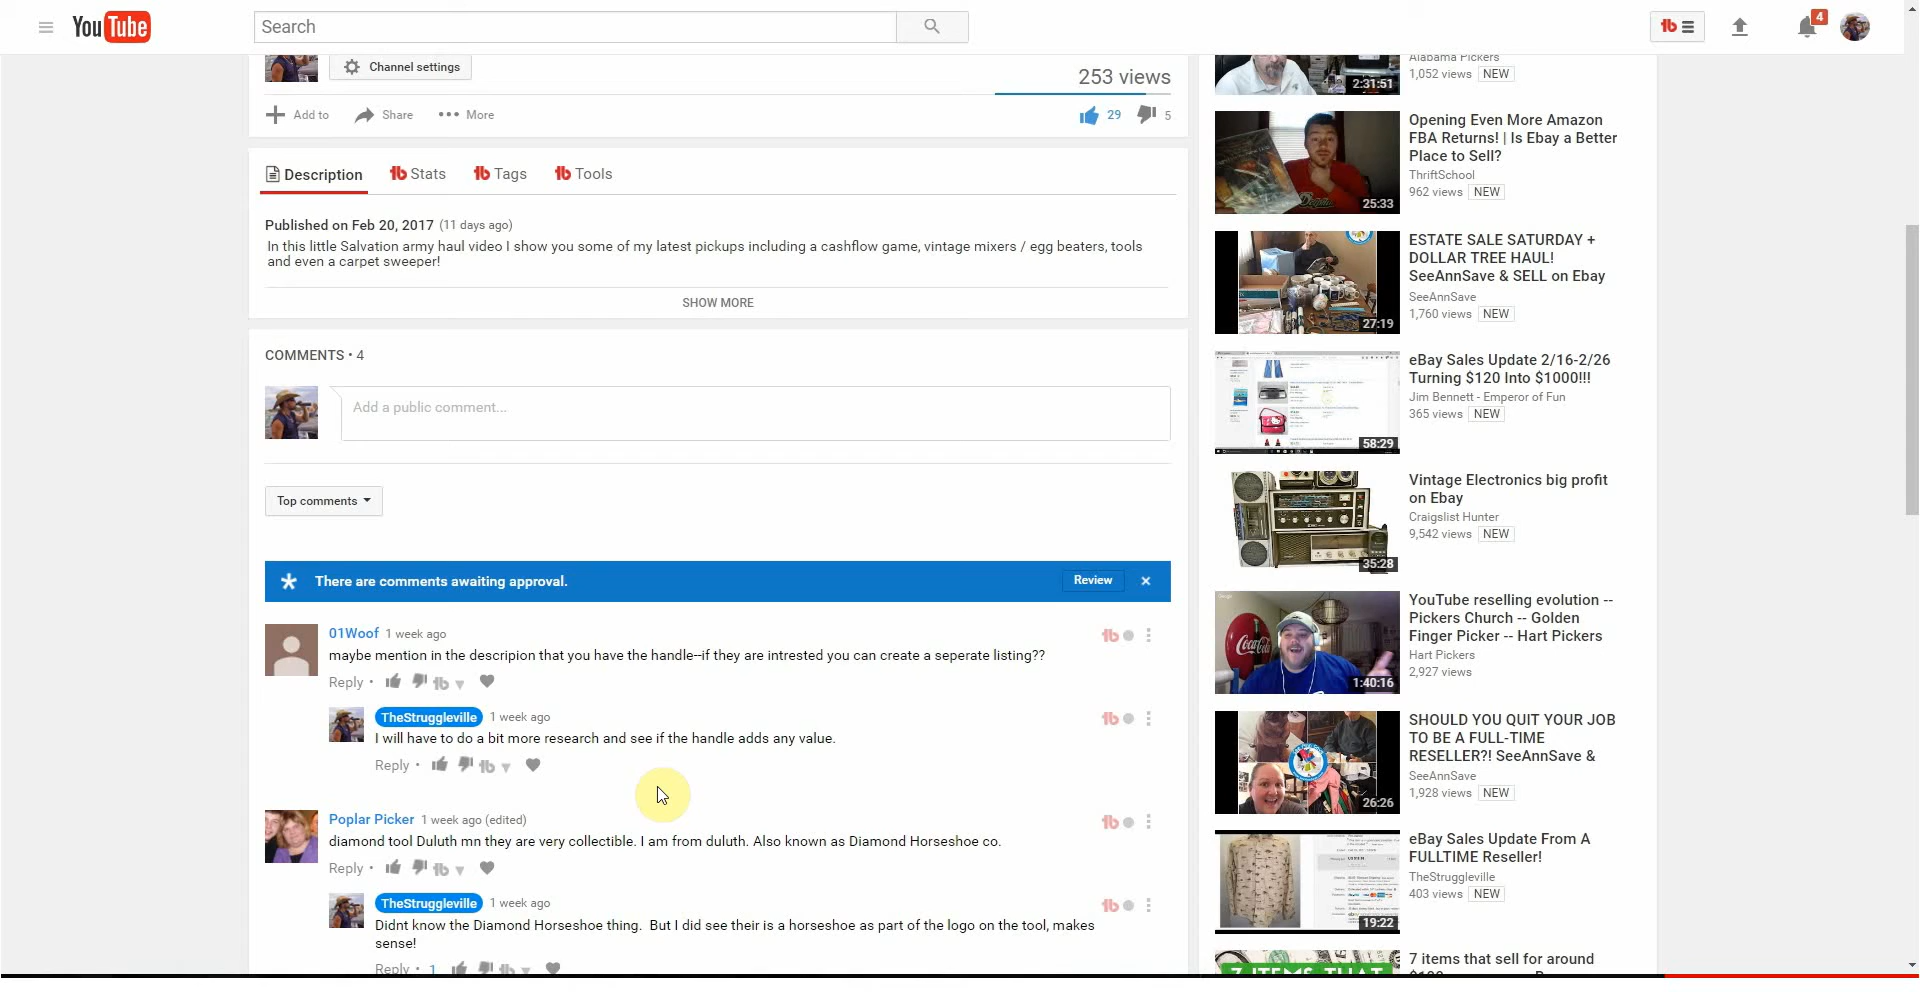 YouTube
Search
4
Channel settings
253 views
Add to
Share
More
29
5
Description
Stats
Tags
Tools
Published on Feb 20, 2017 (11 days ago)
In this little Salvation army haul video I show you some of my latest pickups including a cashflow game, vintage mixers / egg beaters, tools
and even a carpet sweeper!
SHOW MORE
COMMENTS • 4
Add a public comment...
Top comments
There are comments awaiting approval.
Review
01Woof 1 week ago
maybe mention in the descripion that you have the handle--if they are intrested you can create a seperate listing??
Reply •
TheStruggleville 1 week ago
I will have to do a bit more research and see if the handle adds any value.
Reply •
Poplar Picker 1 week ago (edited)
diamond tool Duluth mn they are very collectible. I am from duluth. Also known as Diamond Horseshoe co.
Reply •
TheStruggleville 1 week ago
Didnt know the Diamond Horseshoe thing. But I did see their is a horseshoe as part of the logo on the tool, makes
sense!
Reply • 1
Alabama Pickers
1,052 views NEW
2:31:51
Opening Even More Amazon
FBA Returns! | Is Ebay a Better
Place to Sell?
ThriftSchool
962 views NEW
25:33
ESTATE SALE SATURDAY +
DOLLAR TREE HAUL!
SeeAnnSave & SELL on Ebay
SeeAnnSave
1,760 views NEW
27:19
eBay Sales Update 2/16-2/26
Turning $120 Into $1000!!!
Jim Bennett - Emperor of Fun
365 views NEW
58:29
Vintage Electronics big profit
on Ebay
Craigslist Hunter
9,542 views NEW
35:28
YouTube reselling evolution --
Pickers Church -- Golden
Finger Picker -- Hart Pickers
Hart Pickers
2,927 views
Coca-Cola
1:40:16
SHOULD YOU QUIT YOUR JOB
TO BE A FULL-TIME
RESELLER?! SeeAnnSave &
SeeAnnSave
1,928 views NEW
26:26
eBay Sales Update From A
FULLTIME Reseller!
TheStruggleville
403 views NEW
19:22
7 items that sell for around
7 ITEMS THAT